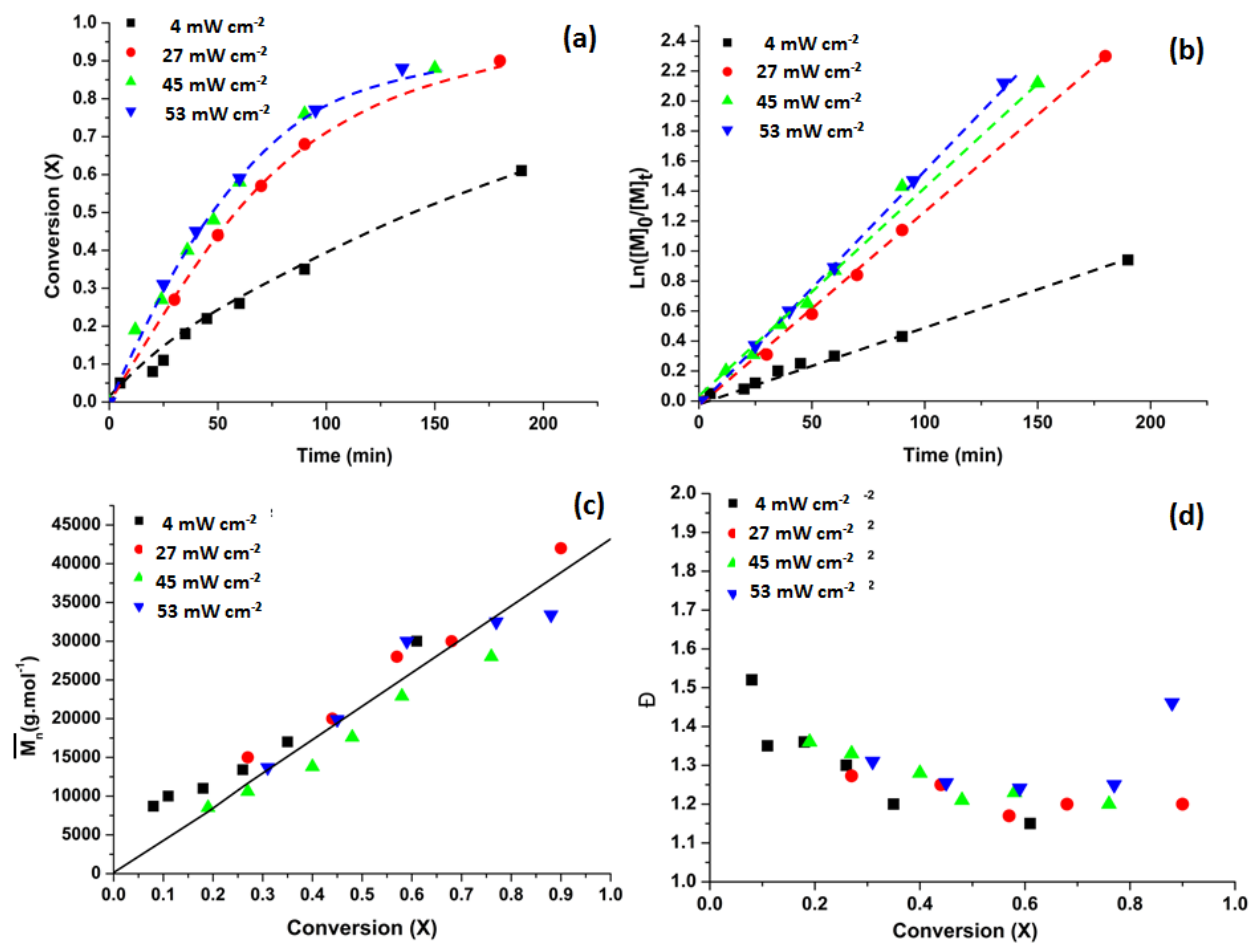 (a)
4 mW cm-2
27 mW cm-2
45 mW cm-2
53 mW cm-2
1.0
0.9
0.8
0.7
0.6
0.5
0.4
0.3
0.2
0.1
0.0
0
50
100
150
200
Conversion (X)
Time (min)
(b)
4 mW cm-2
27 mW cm-2
45 mW cm-2
53 mW cm-2
2.4
2.2
2.0
1.8
1.6
1.4
1.2
1.0
0.8
0.6
0.4
0.2
0.0
0
50
100
150
200
Ln([M]0/[M]t)
Time (min)
(c)
4 mW cm-2
27 mW cm-2
45 mW cm-2
53 mW cm-2
45000
40000
35000
30000
25000
20000
15000
10000
5000
0
0.0
0.1
0.2
0.3
0.4
0.5
0.6
0.7
0.8
0.9
1.0
Mn(g.mol-1)
Conversion (X)
(d)
4 mW cm-2 -2
27 mW cm-2 2
45 mW cm-2 2
53 mW cm-2 2
2.0
1.9
1.8
1.7
1.6
1.5
1.4
1.3
1.2
1.1
1.0
0.0
0.2
0.4
0.6
0.8
1.0
Đ
Conversion (X)